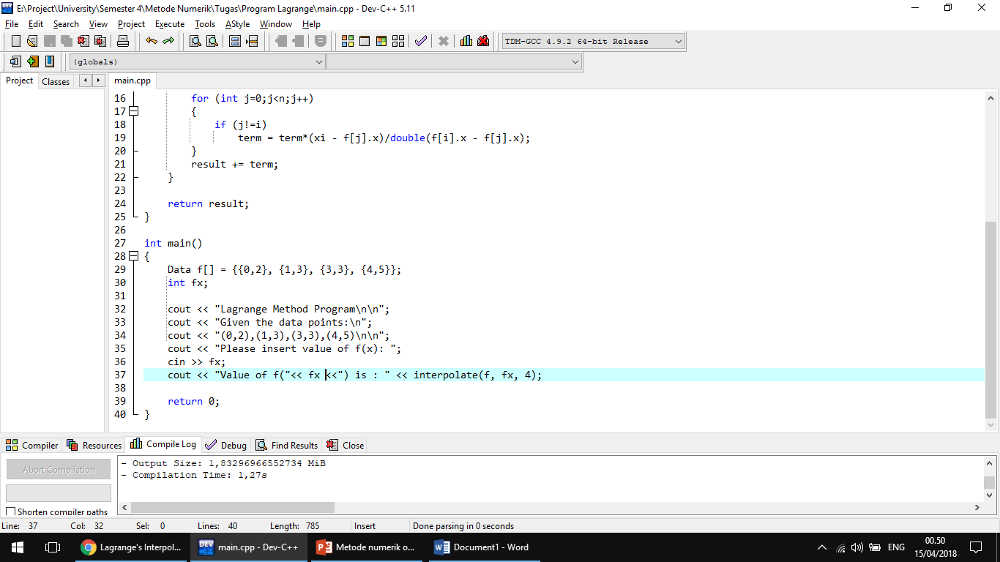 E:\Project\University\Semester 4\Metode Numerik\Tugas\Program Lagrange\main.cpp - Dev-C++ 5.11
File Edit Search View Project Execute Tools AStyle Window Help
TDM-GCC 4.9.2 64-bit Release
(globals)
Project Classes main.cpp
16 for (int j=0;j<n;j++)
17 {
18 if (j!=i)
19 term = term*(xi - f[j].x)/double(f[i].x - f[j].x);
20 }
21 result += term;
22 }
23
24 return result;
25 }
26
27 int main()
28 {
29 Data f[] = {{0,2}, {1,3}, {3,3}, {4,5}};
30 int fx;
31
32 cout << "Lagrange Method Program\n\n";
33 cout << "Given the data points:\n";
34 cout << "(0,2),(1,3),(3,3),(4,5)\n\n";
35 cout << "Please insert value of f(x): ";
36 cin >> fx;
37 cout << "Value of f("<< fx <<") is : " << interpolate(f, fx, 4);
38
39 return 0;
40 }
Compiler Resources Compile Log Debug Find Results Close
Abort Compilation
Shorten compiler paths
- Output Size: 1,83296966552734 MiB
- Compilation Time: 1,27s
Line: 37 Col: 32 Sel: 0 Lines: 40 Length: 785 Insert Done parsing in 0 seconds
Lagrange's Interpol... main.cpp - Dev-C++ Metode numerik o... Document1 - Word ENG 00.50
15/04/2018